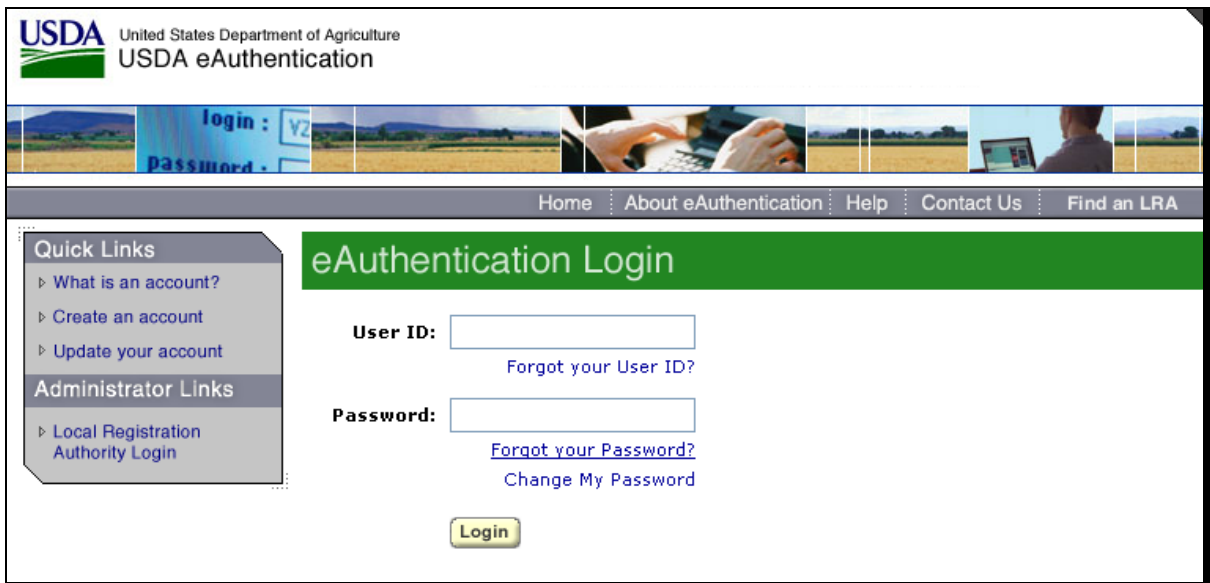 USDA
United States Department of Agriculture
USDA eAuthentication
login :
password :
Home
About eAuthentication
Help
Contact Us
Find an LRA
Quick Links
What is an account?
Create an account
Update your account
Administrator Links
Local Registration
Authority Login
eAuthentication Login
User ID:
Forgot your User ID?
Password:
Forgot your Password?
Change My Password
Login